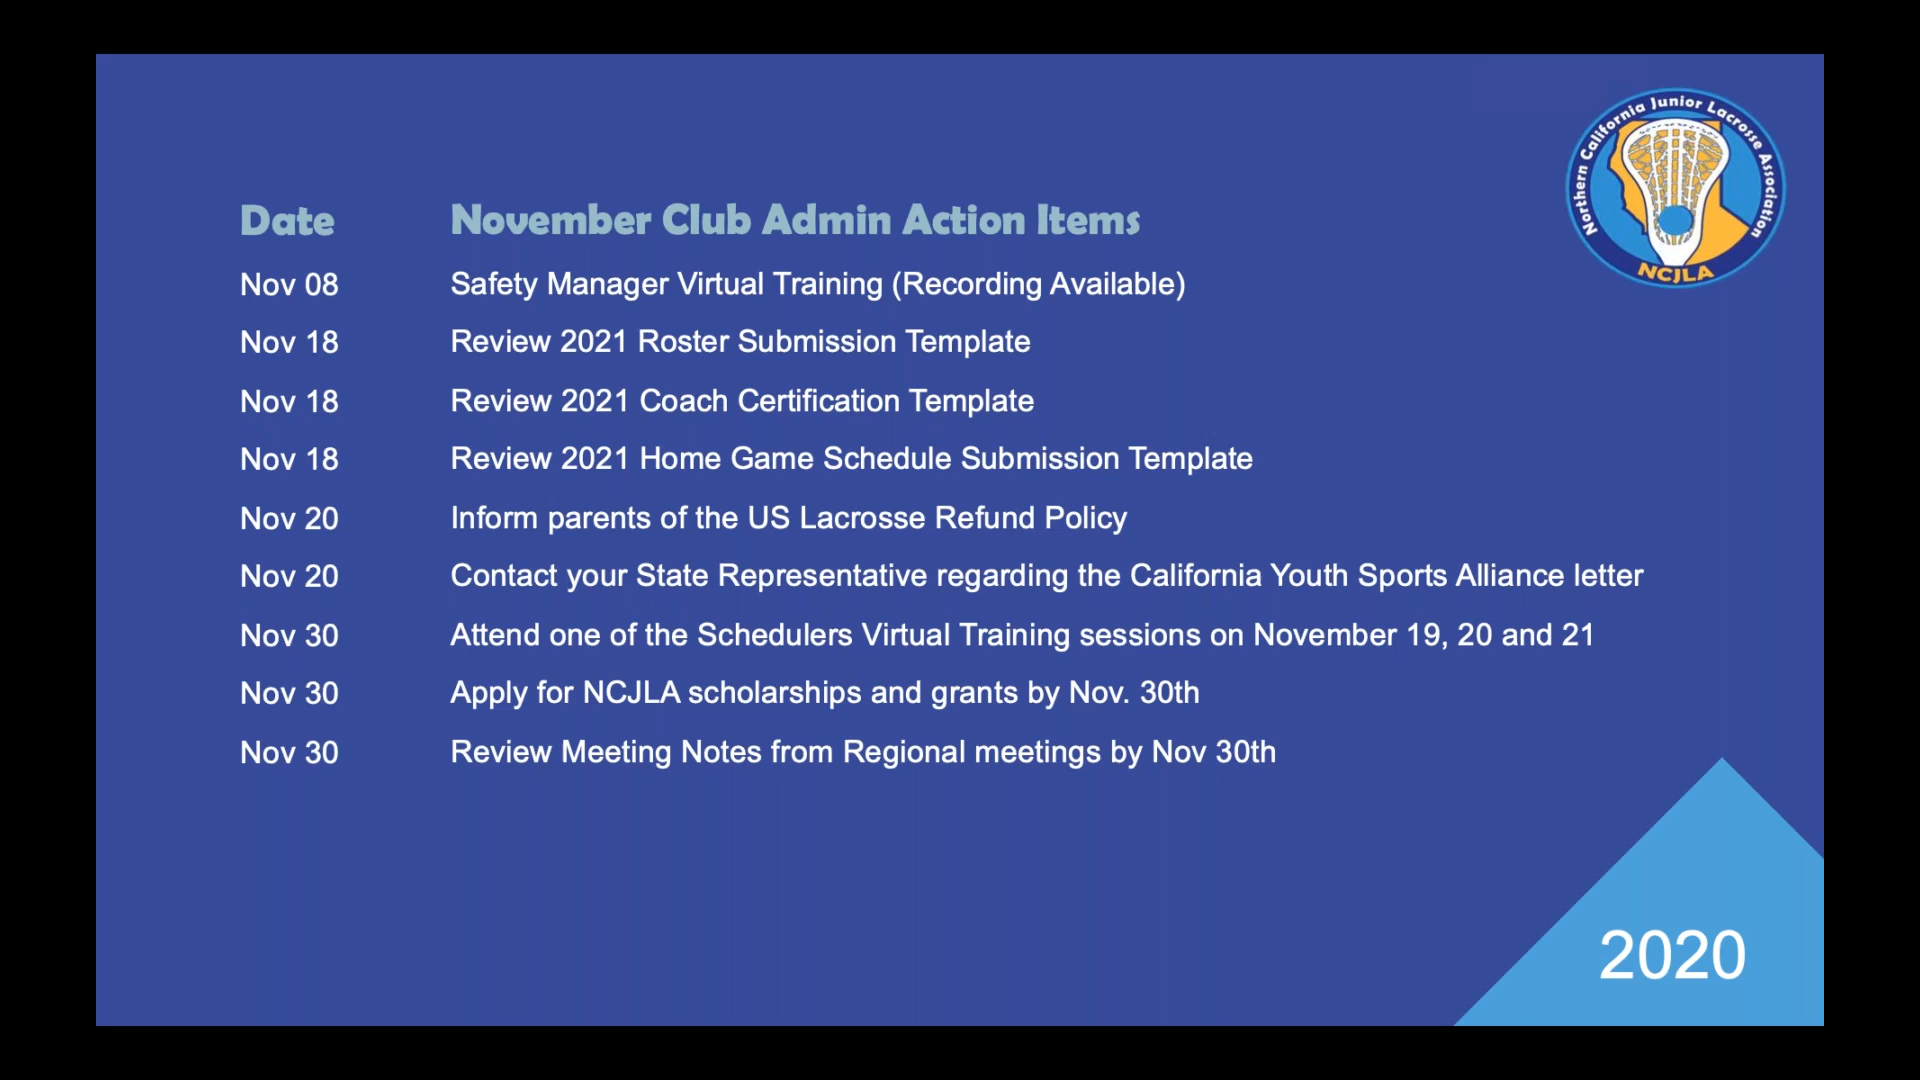 Northern California Junior Lacrosse Association
NCJLA
Date November Club Admin Action Items
Nov 08 Safety Manager Virtual Training (Recording Available)
Nov 18 Review 2021 Roster Submission Template
Nov 18 Review 2021 Coach Certification Template
Nov 18 Review 2021 Home Game Schedule Submission Template
Nov 20 Inform parents of the US Lacrosse Refund Policy
Nov 20 Contact your State Representative regarding the California Youth Sports Alliance letter
Nov 30 Attend one of the Schedulers Virtual Training sessions on November 19, 20 and 21
Nov 30 Apply for NCJLA scholarships and grants by Nov. 30th
Nov 30 Review Meeting Notes from Regional meetings by Nov 30th
2020